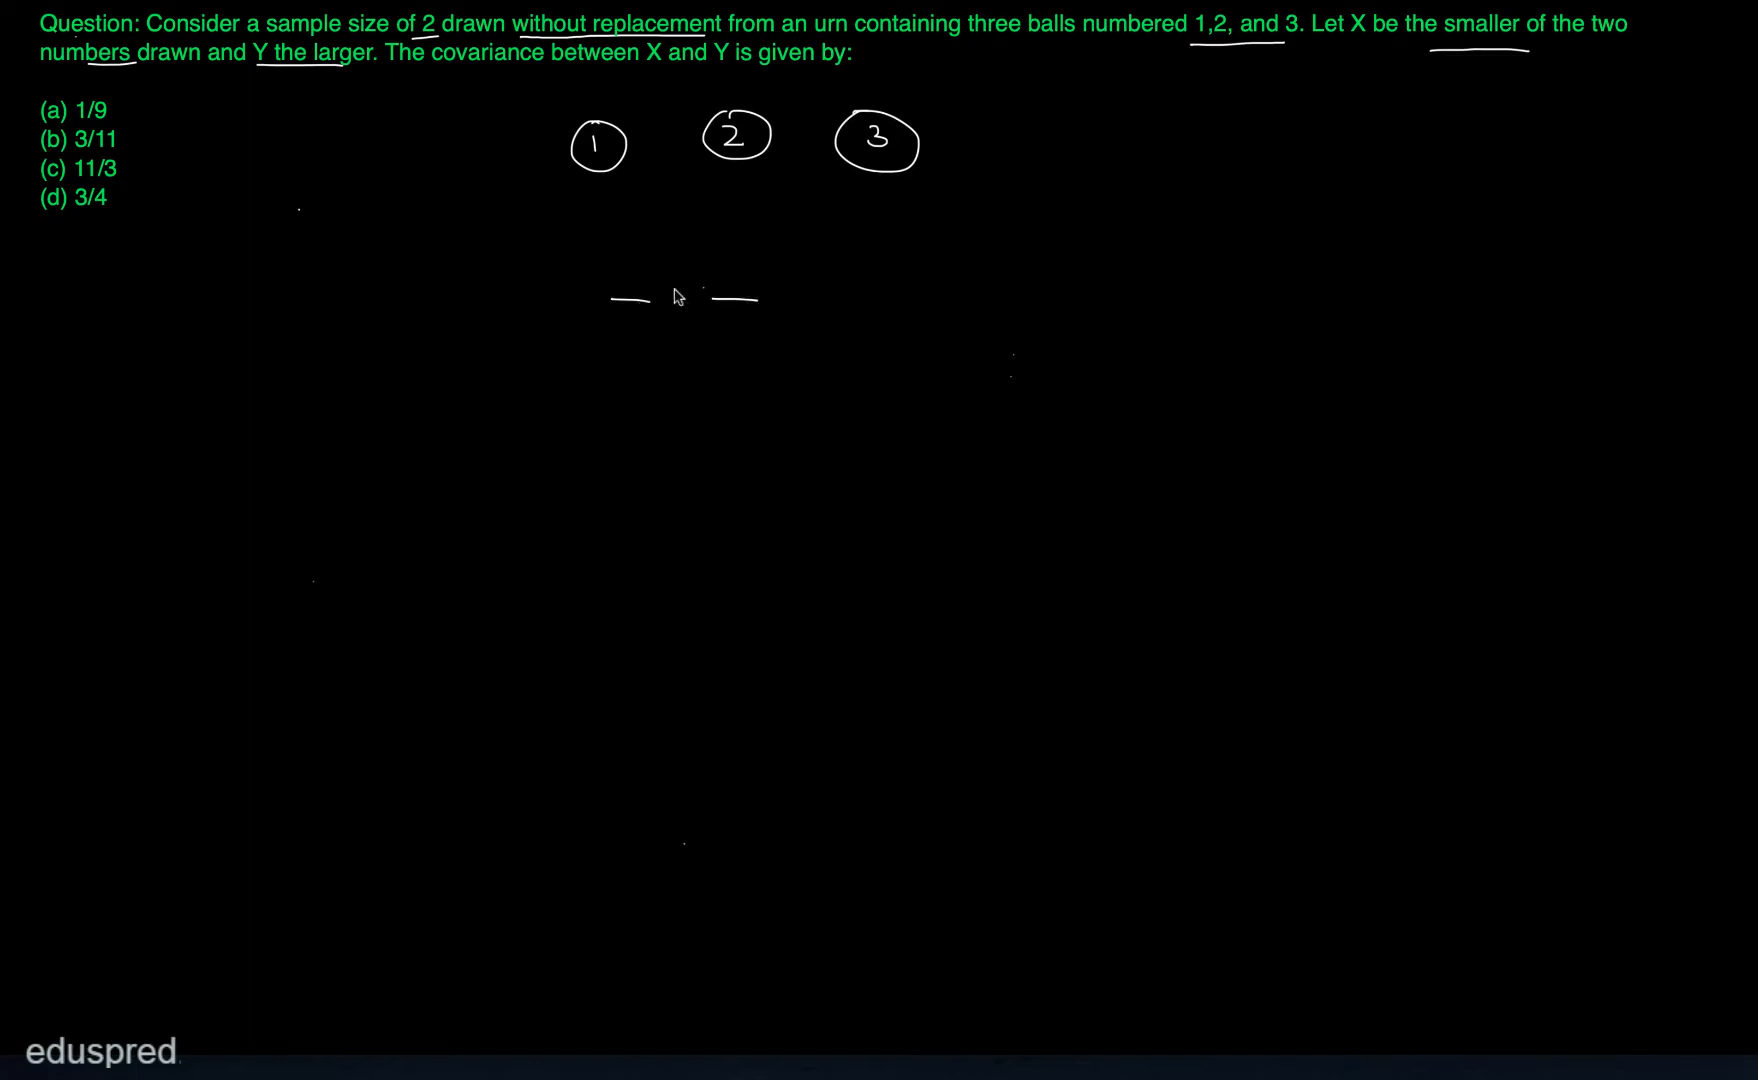 Question: Consider a sample size of 2 drawn without replacement from an urn containing three balls numbered 1,2, and 3. Let X be the smaller of the two
numbers drawn and Y the larger. The covariance between X and Y is given by:
(a) 1/9
(b) 3/11
(c) 11/3
(d) 3/4
1 2 3
eduspred